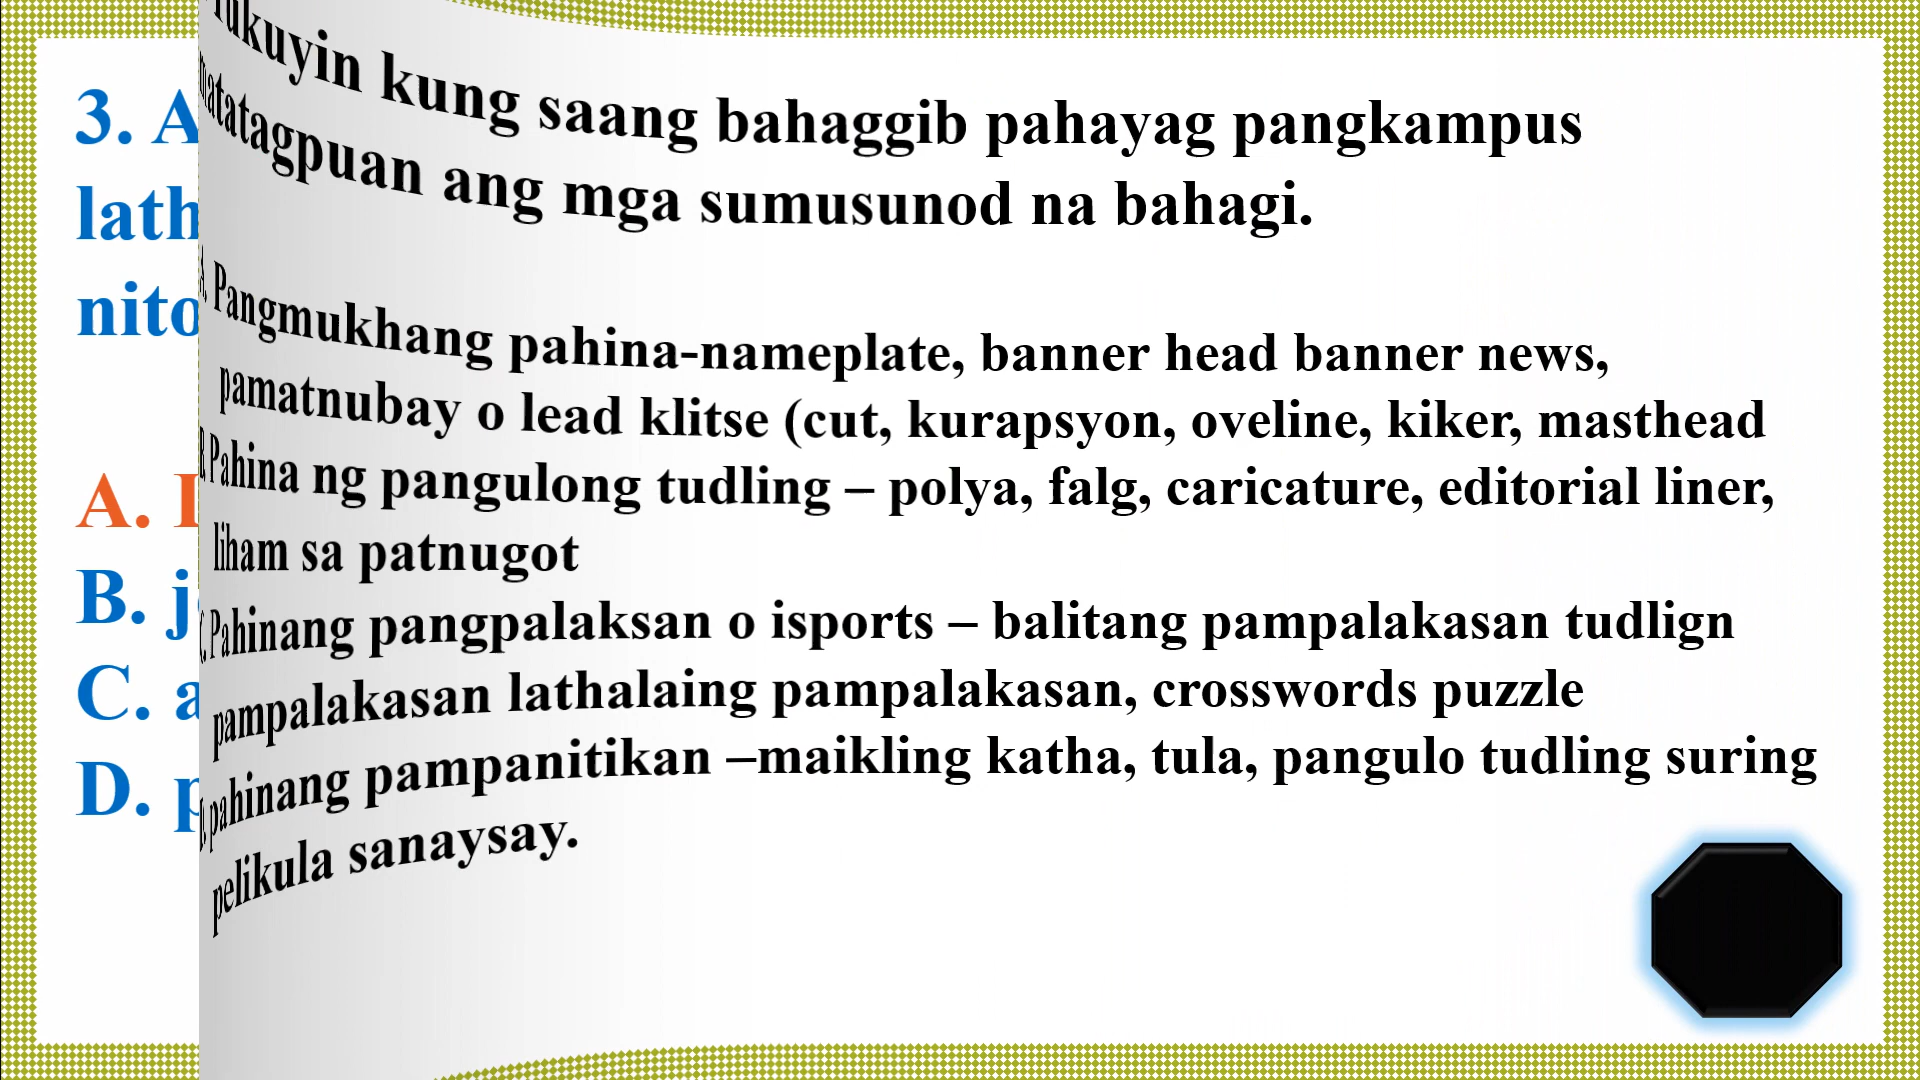 3. A
lath
nito
A.
B. j
C. a
D. p
kung saang bahaggib pahayag pangkampus
ang mga sumusunod na bahagi.
A. Pangmukhang pahina-nameplate, banner head banner news,
pamatnubay o lead klitse (cut, kurapsyon, oveline, kiker, masthead
Pahina ng pangulong tudling – polya, falg, caricature, editorial liner,
liham sa patnugot
C. Pahinang pangpalaksan o isports – balitang pampalakasan tudlign
pampalakasan lathalaing pampalakasan, crosswords puzzle
pahinang pampanitikan –maikling katha, tula, pangulo tudling suring
pelikula sanaysay.